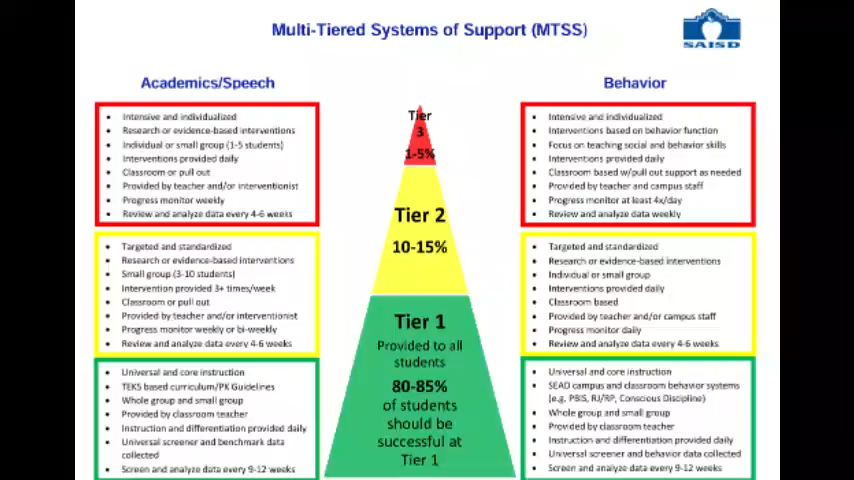 Multi-Tiered Systems of Support (MTSS)
SAISD
Academics/Speech
• Intensive and individualized
• Research or evidence-based interventions
• Individual or small group (1-5 students)
• Interventions provided daily
• Classroom or pull out
• Provided by teacher and/or interventionist
• Progress monitor weekly
• Review and analyze data every 4-6 weeks
• Targeted and standardized
• Research or evidence-based interventions
• Small group (3-10 students)
• Intervention provided 3+ times/week
• Classroom or pull out
• Provided by teacher and/or interventionist
• Progress monitor weekly or bi-weekly
• Review and analyze data every 4-6 weeks
• Universal and core instruction
• TEKS based curriculum/PK Guidelines
• Whole group and small group
• Provided by classroom teacher
• Instruction and differentiation provided daily
• Universal screener and benchmark data
collected
• Screen and analyze data every 9-12 weeks
Tier
3
1-5%
Tier 2
10-15%
Tier 1
Provided to all
students
80-85%
of students
should be
successful at
Tier 1
Behavior
• Intensive and individualized
• Interventions based on behavior function
• Focus on teaching social and behavior skills
• Interventions provided daily
• Classroom based w/pull out support as needed
• Provided by teacher and campus staff
• Progress monitor at least 4x/day
• Review and analyze data weekly
• Targeted and standardized
• Research or evidence-based interventions
• Individual or small group
• Interventions provided daily
• Classroom based
• Provided by teacher and/or campus staff
• Progress monitor daily
• Review and analyze data every 4-6 weeks
• Universal and core instruction
• SEAD campus and classroom behavior systems
(e.g. PBIS, RJ/RP, Conscious Discipline)
• Whole group and small group
• Provided by classroom teacher
• Instruction and differentiation provided daily
• Universal screener and behavior data collected
• Screen and analyze data every 9-12 weeks